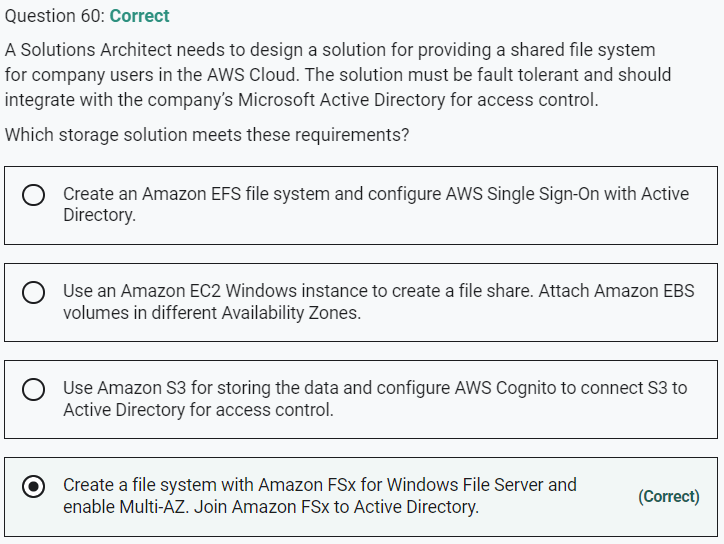 Question 60: Correct
A Solutions Architect needs to design a solution for providing a shared file system
for company users in the AWS Cloud. The solution must be fault tolerant and should
integrate with the company’s Microsoft Active Directory for access control.
Which storage solution meets these requirements?
Create an Amazon EFS file system and configure AWS Single Sign-On with Active
Directory.
Use an Amazon EC2 Windows instance to create a file share. Attach Amazon EBS
volumes in different Availability Zones.
Use Amazon S3 for storing the data and configure AWS Cognito to connect S3 to
Active Directory for access control.
Create a file system with Amazon FSx for Windows File Server and
enable Multi-AZ. Join Amazon FSx to Active Directory.
(Correct)